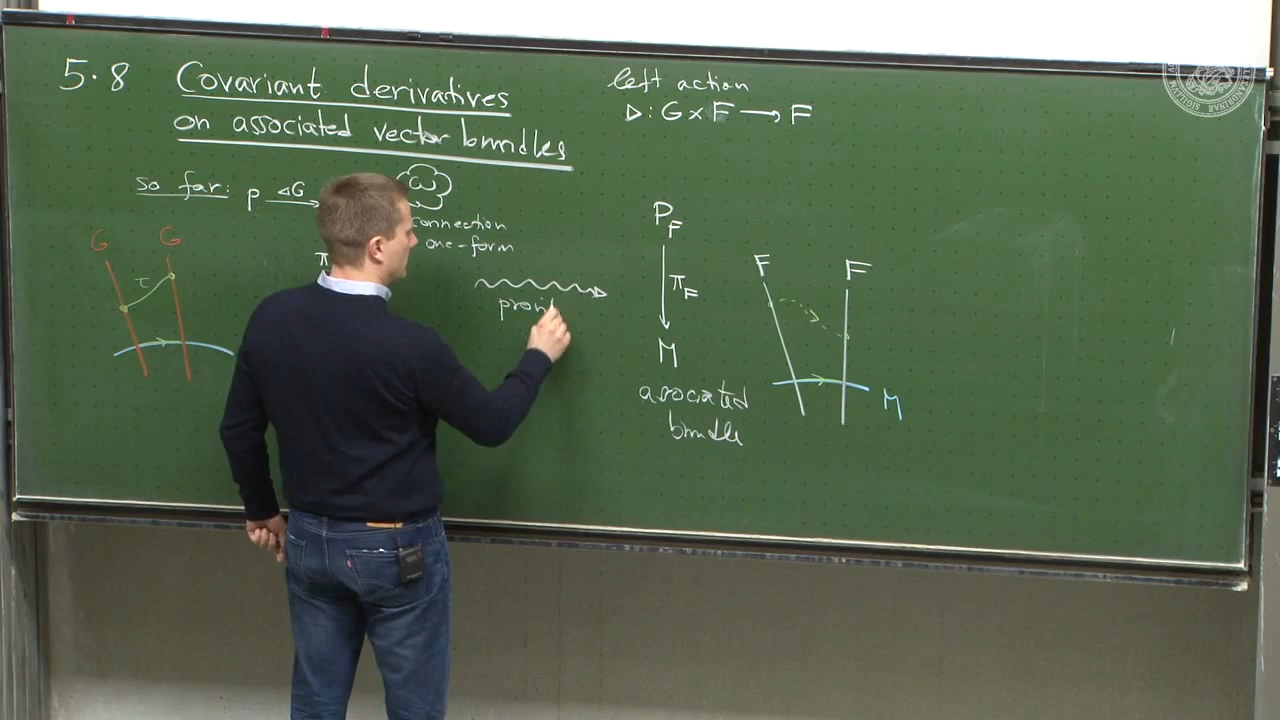 5.8 Covariant derivatives
on associated vector bundles
left action
▷: G × F ⟶ F
so far: P ◁G ⟶
ω
connection
one-form
π
G
G
τ
provi
P_F
π_F
M
associated
bundle
F
F
M